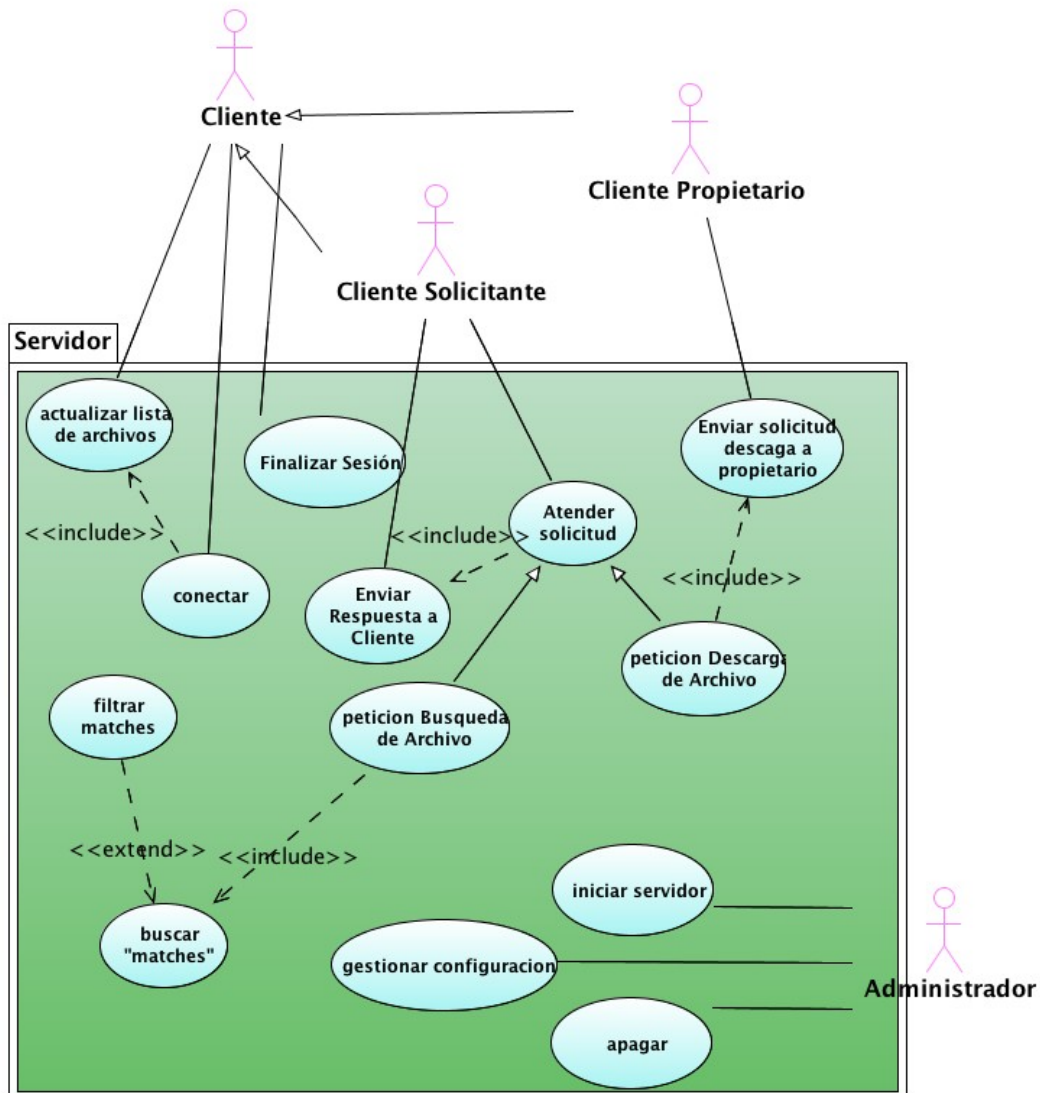 Cliente
Cliente Propietario
Cliente Solicitante
Servidor
actualizar lista
de archivos
Finalizar Sesión
Enviar solicitud
descaga a
propietario
Atender
solicitud
<<include>>
<<include>>
<<include>>
conectar
Enviar
Respuesta a
Cliente
peticion Descarga
de Archivo
filtrar
matches
peticion Busqueda
de Archivo
<<extend>>
<<include>>
iniciar servidor
buscar
"matches"
gestionar configuracion
Administrador
apagar